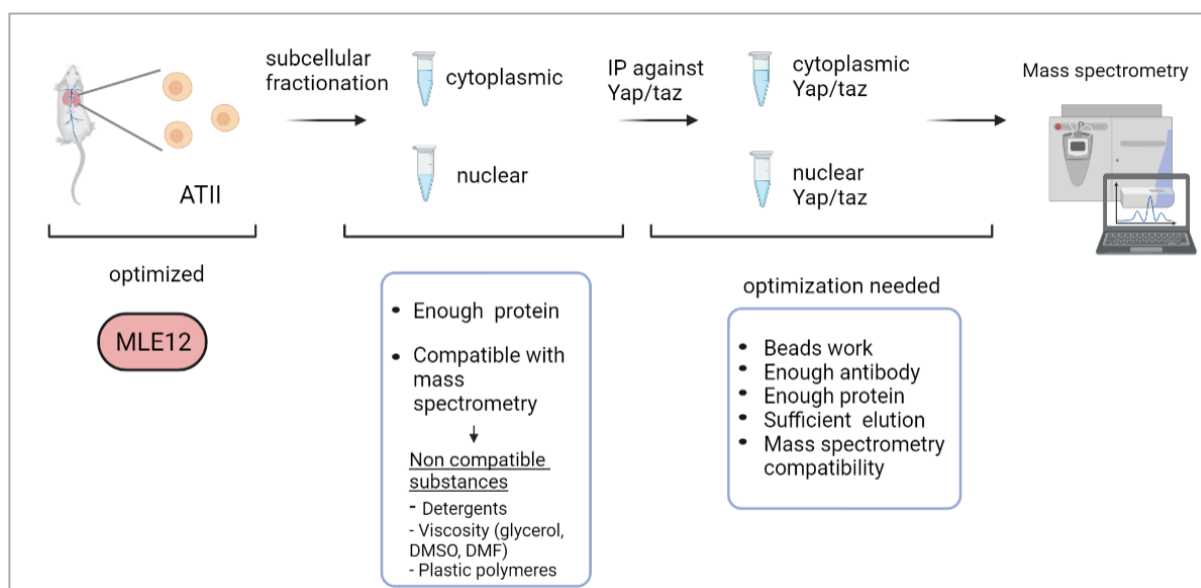 subcellular
fractionation
cytoplasmic
nuclear
IP against
Yap/taz
cytoplasmic
Yap/taz
nuclear
Yap/taz
Mass spectrometry
ATII
optimized
MLE12
• Enough protein
• Compatible with
mass
spectrometry
Non compatible
substances
- Detergents
- Viscosity (glycerol,
DMSO, DMF)
- Plastic polymeres
optimization needed
• Beads work
• Enough antibody
• Enough protein
• Sufficient elution
• Mass spectrometry
compatibility